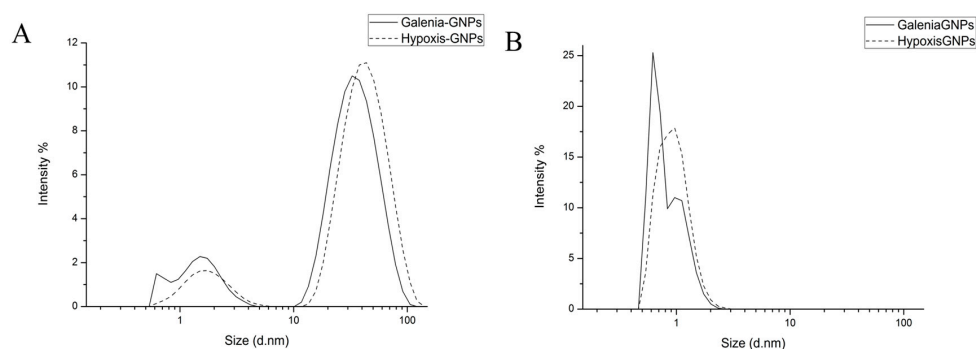 A
Galenia-GNPs
Hypoxis-GNPs
12
10
8
6
4
2
0
Intensity %
1
10
100
Size (d.nm)
B
GaleniaGNPs
HypoxisGNPs
25
20
15
10
5
0
Intensity %
1
10
100
Size (d.nm)